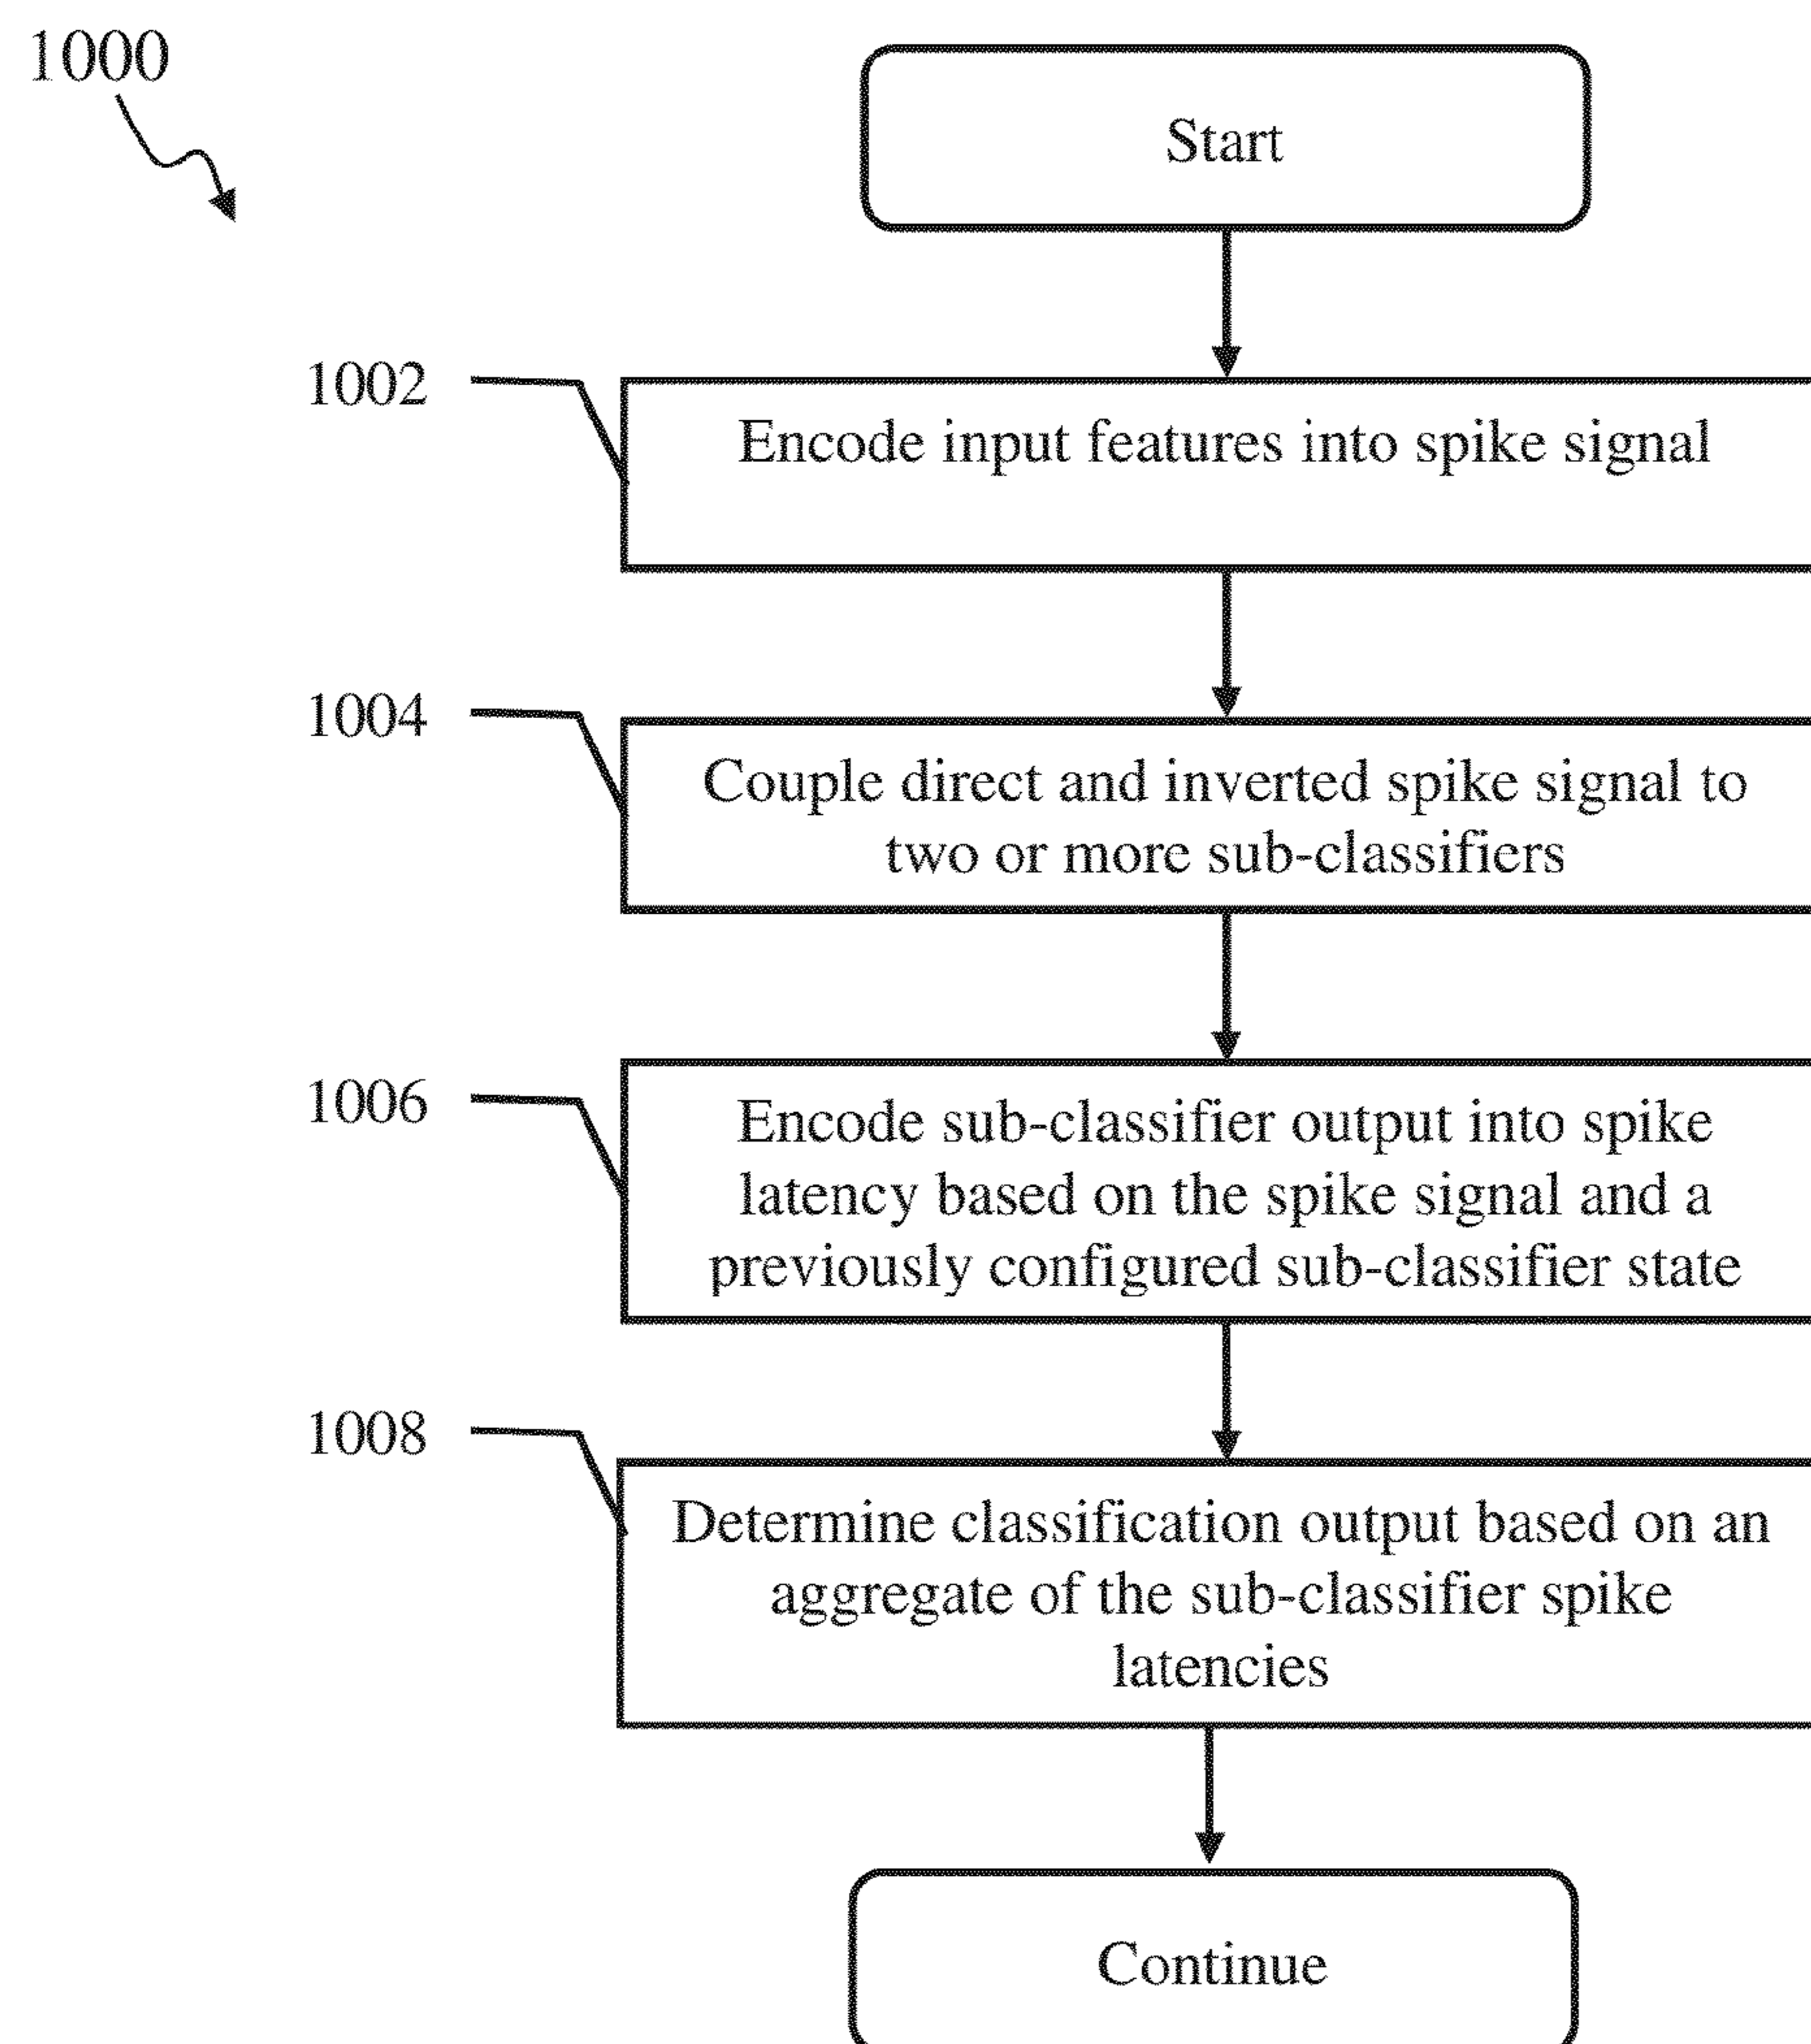 1000
Start
1002
Encode input features into spike signal
1004
Couple direct and inverted spike signal to
two or more sub-classifiers
1006
Encode sub-classifier output into spike
latency based on the spike signal and a
previously configured sub-classifier state
1008
Determine classification output based on an
aggregate of the sub-classifier spike
latencies
Continue